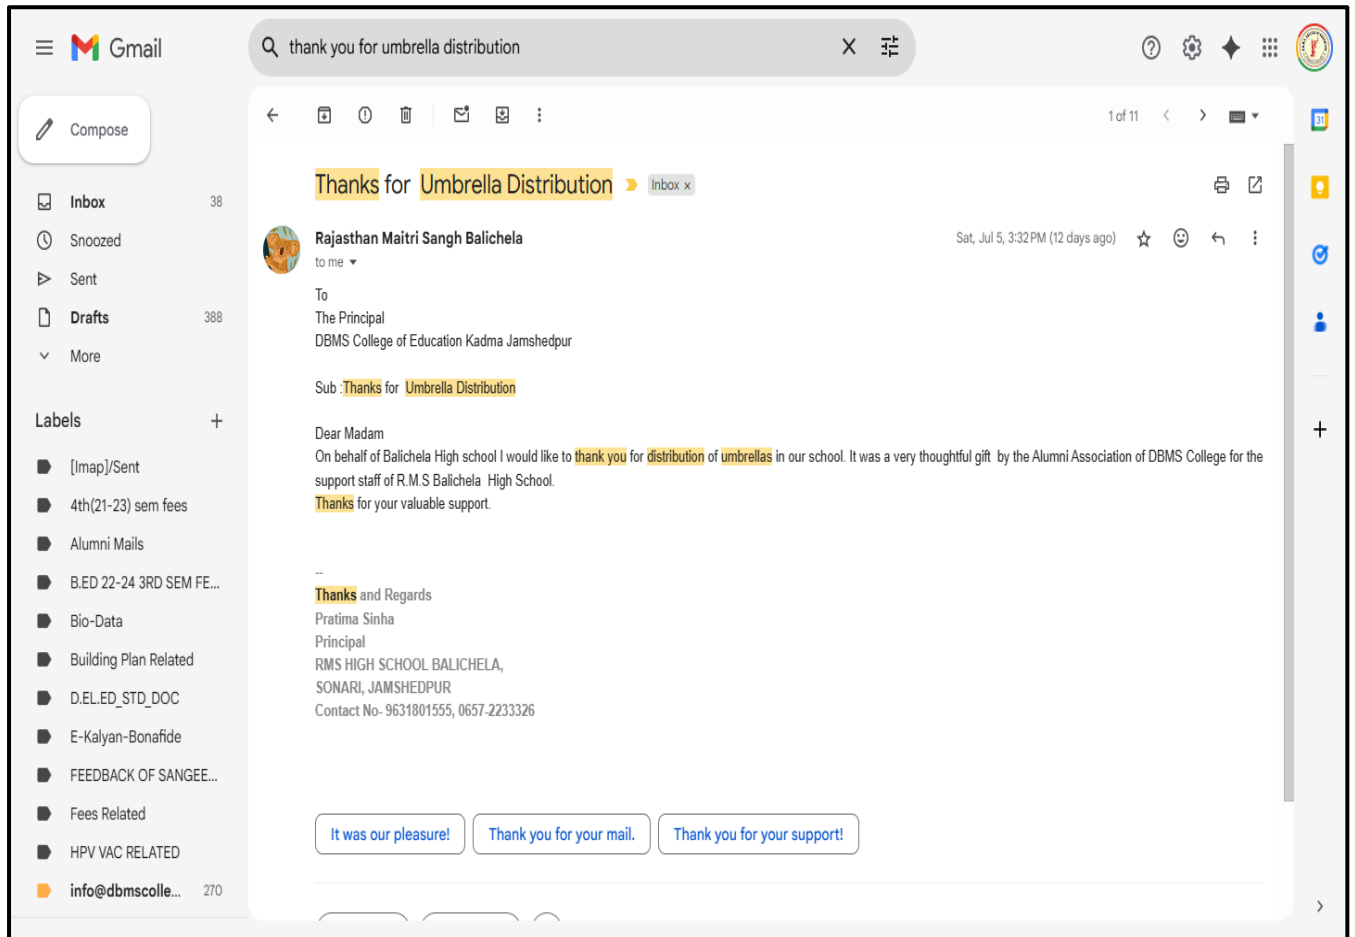 Gmail
thank you for umbrella distribution
Compose
1 of 11
31
Inbox 38
Snoozed
Sent
Drafts 388
More
Labels
[Imap]/Sent
4th(21-23) sem fees
Alumni Mails
B.ED 22-24 3RD SEM FE...
Bio-Data
Building Plan Related
D.EL.ED_STD_DOC
E-Kalyan-Bonafide
FEEDBACK OF SANGEE...
Fees Related
HPV VAC RELATED
info@dbmscolle... 270
Thanks for Umbrella Distribution Inbox x
Rajasthan Maitri Sangh Balichela Sat, Jul 5, 3:32 PM (12 days ago)
to me
To
The Principal
DBMS College of Education Kadma Jamshedpur
Sub :Thanks for Umbrella Distribution
Dear Madam
On behalf of Balichela High school I would like to thank you for distribution of umbrellas in our school. It was a very thoughtful gift by the Alumni Association of DBMS College for the
support staff of R.M.S Balichela High School.
Thanks for your valuable support.
--
Thanks and Regards
Pratima Sinha
Principal
RMS HIGH SCHOOL BALICHELA,
SONARI, JAMSHEDPUR
Contact No- 9631801555, 0657-2233326
It was our pleasure! Thank you for your mail. Thank you for your support!